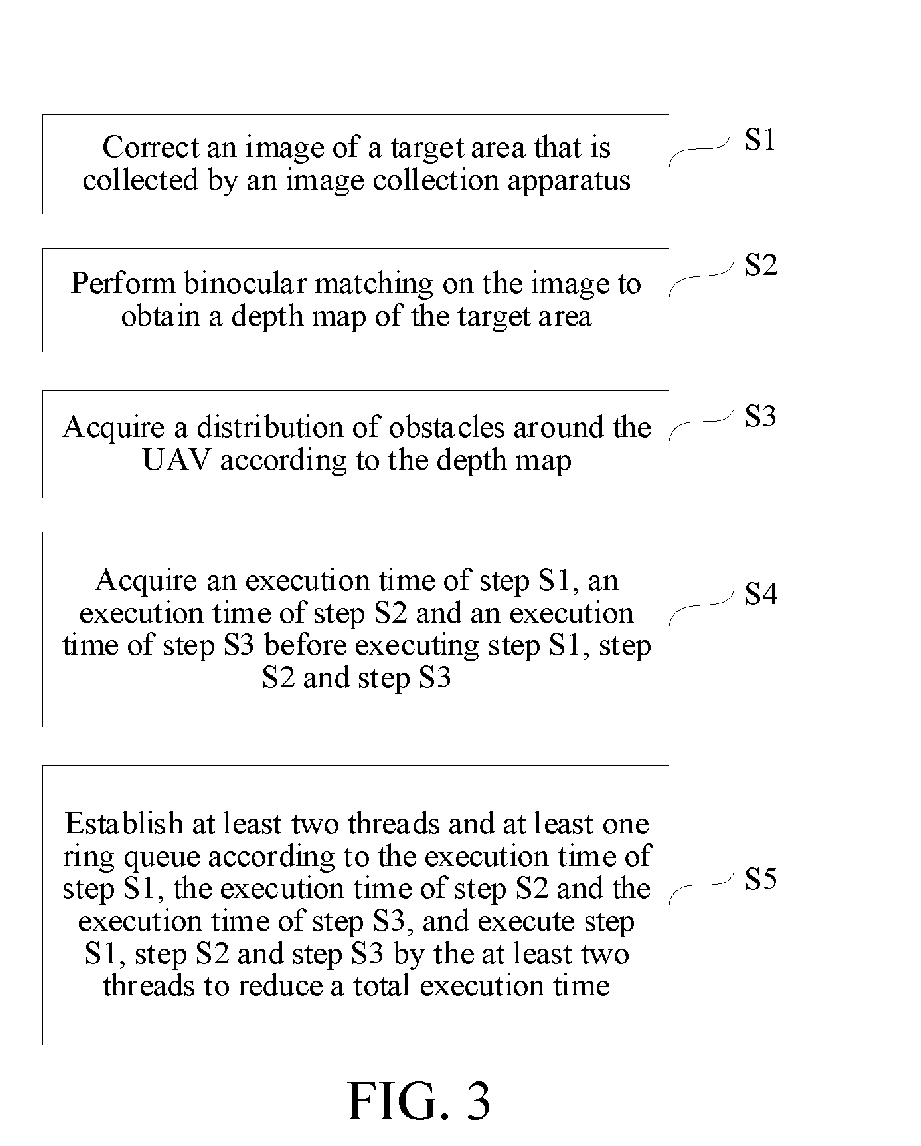 Correct an image of a target area that is
collected by an image collection apparatus
S1
Perform binocular matching on the image to
obtain a depth map of the target area
S2
Acquire a distribution of obstacles around the
UAV according to the depth map
S3
Acquire an execution time of step S1, an
execution time of step S2 and an execution
time of step S3 before executing step S1, step
S2 and step S3
S4
Establish at least two threads and at least one
ring queue according to the execution time of
step S1, the execution time of step S2 and the
execution time of step S3, and execute step
S1, step S2 and step S3 by the at least two
threads to reduce a total execution time
S5
FIG. 3